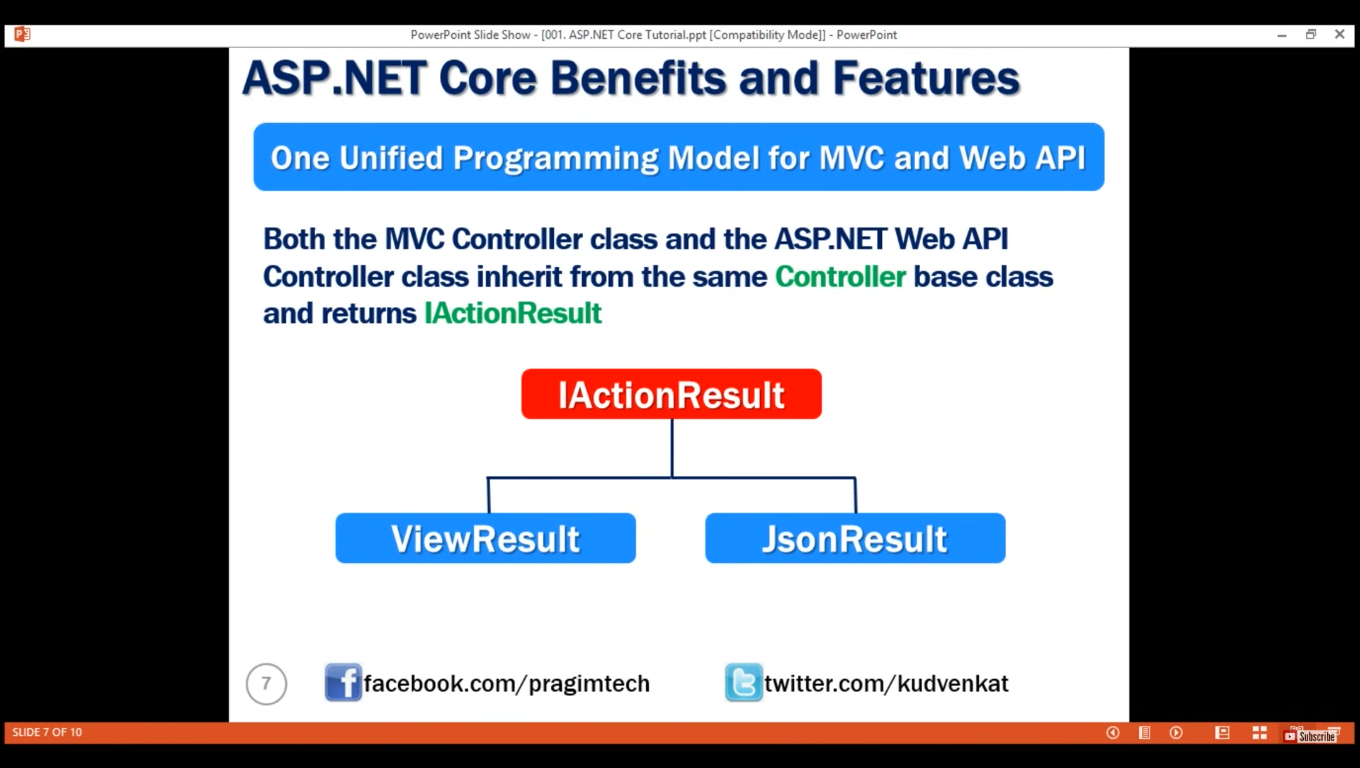 PowerPoint Slide Show - [001. ASP.NET Core Tutorial.ppt [Compatibility Mode]] - PowerPoint
ASP.NET Core Benefits and Features
One Unified Programming Model for MVC and Web API
Both the MVC Controller class and the ASP.NET Web API
Controller class inherit from the same Controller base class
and returns IActionResult
IActionResult
ViewResult
JsonResult
7
facebook.com/pragimtech
twitter.com/kudvenkat
SLIDE 7 OF 10
Subscribe